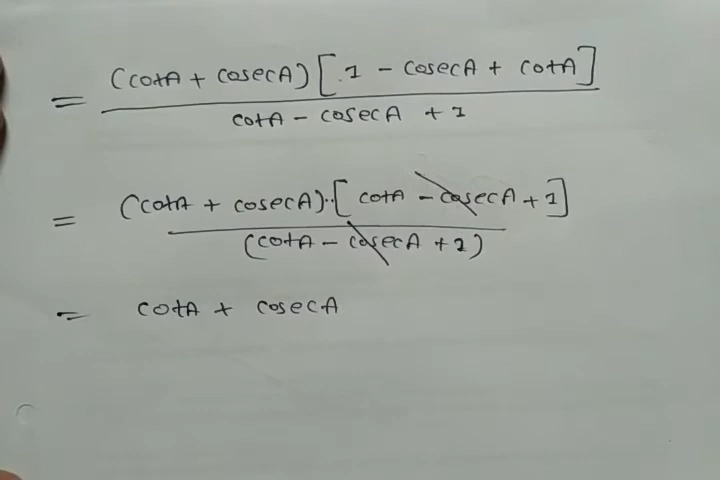 = (cotA + cosecA) [ 1 - cosecA + cotA ]
cotA - cosecA + 1
= (cotA + cosecA) . [ cotA - cosecA + 1 ]
(cotA - cosecA + 1)
= cotA + cosecA